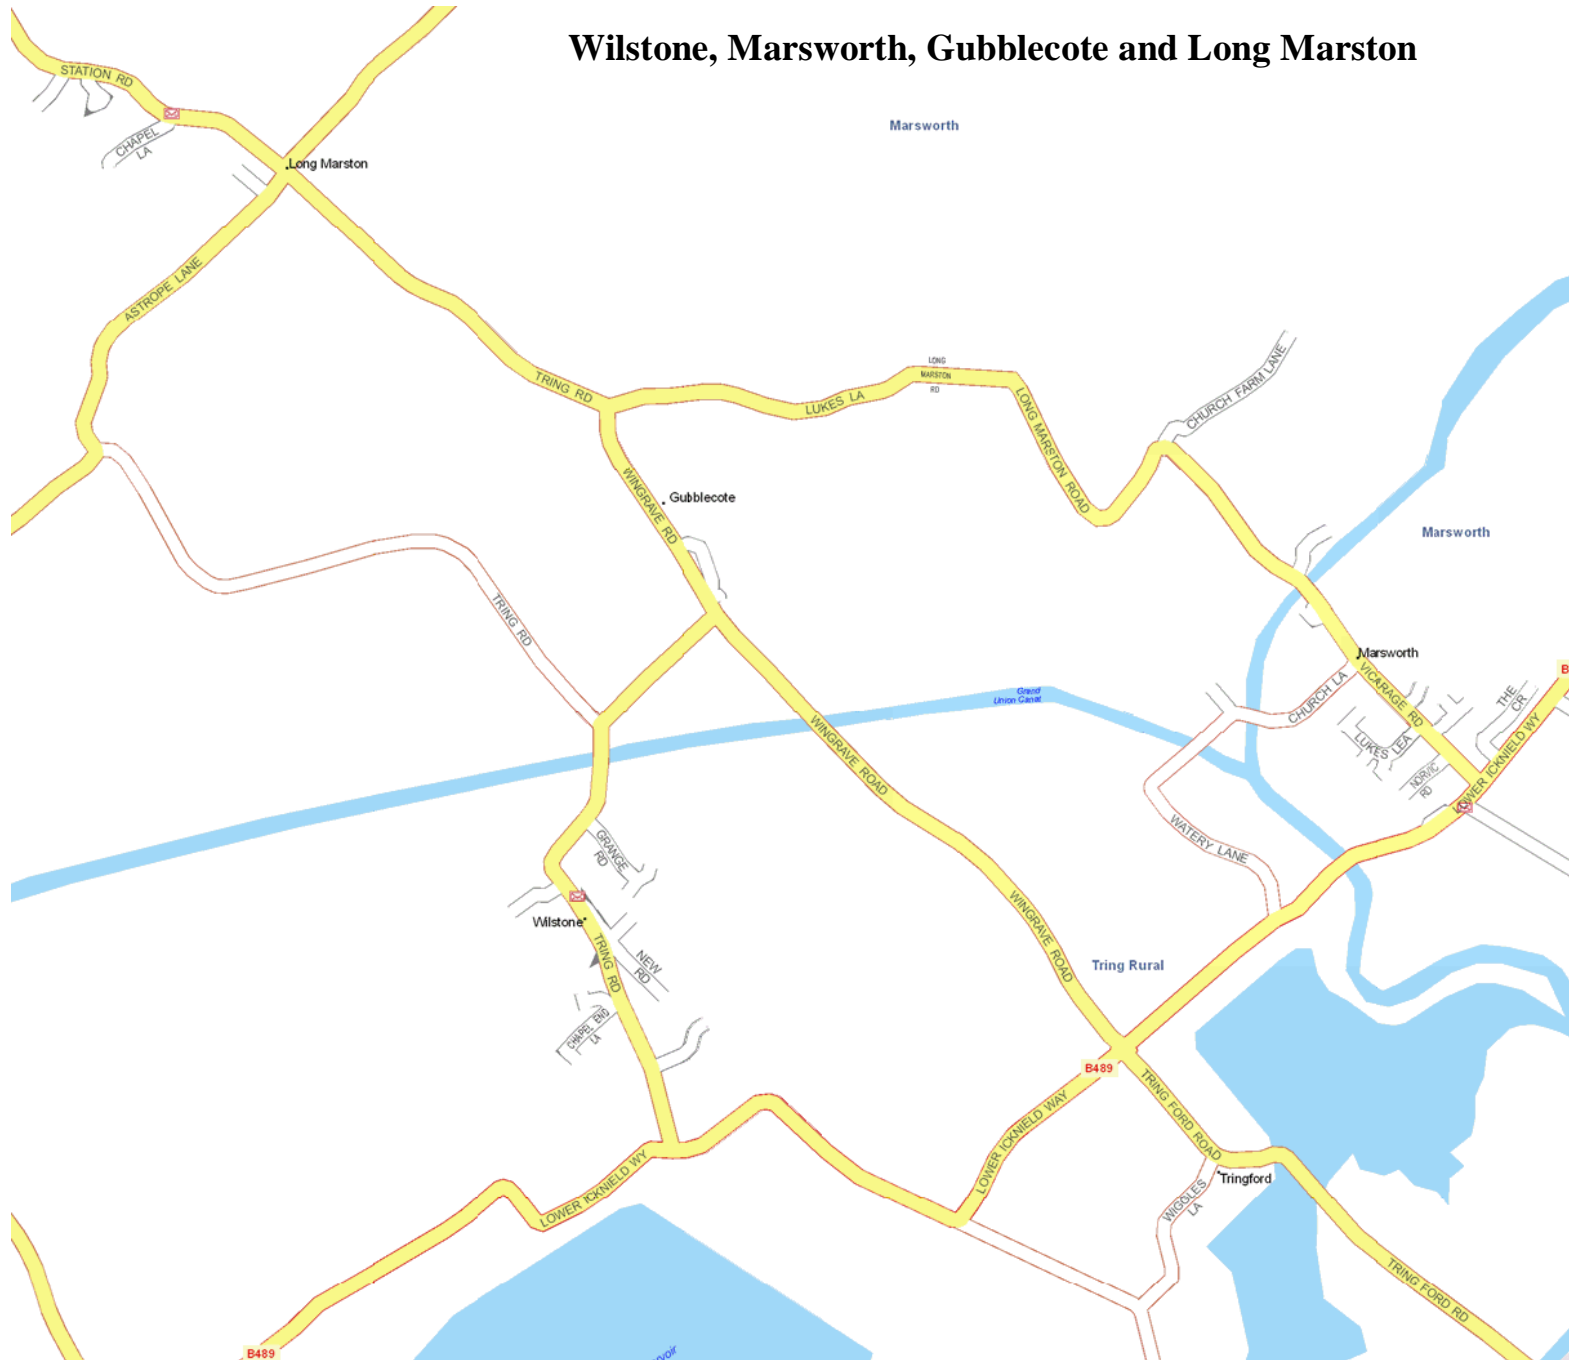 Wilstone, Marsworth, Gubblecote and Long Marston
STATION RD
Marsworth
CHAPEL
LA
Long Marston
ASTROPE LANE
LONG
MARSTON
RD
TRING RD
LUKES LA
LONG MARSTON ROAD
CHURCH FARM LANE
WINGRAVE RD
Gubblecote
Marsworth
TRING RD
Marsworth
VICARAGE RD
CHURCH LA
THE
CR
Grand
Union Canal
WINGRAVE ROAD
LUKES LEA
NORVIC
RD
LOWER ICKNIELD WY
B
WATERY LANE
GRANGE
RD
Wilstone
TRING RD
NEW
RD
WINGRAVE ROAD
Tring Rural
CHAPEL END
LA
B489
TRING FORD ROAD
LOWER ICKNIELD WAY
Tringford
WIGGLES
LA
LOWER ICKNIELD WY
TRING FORD RD
B489